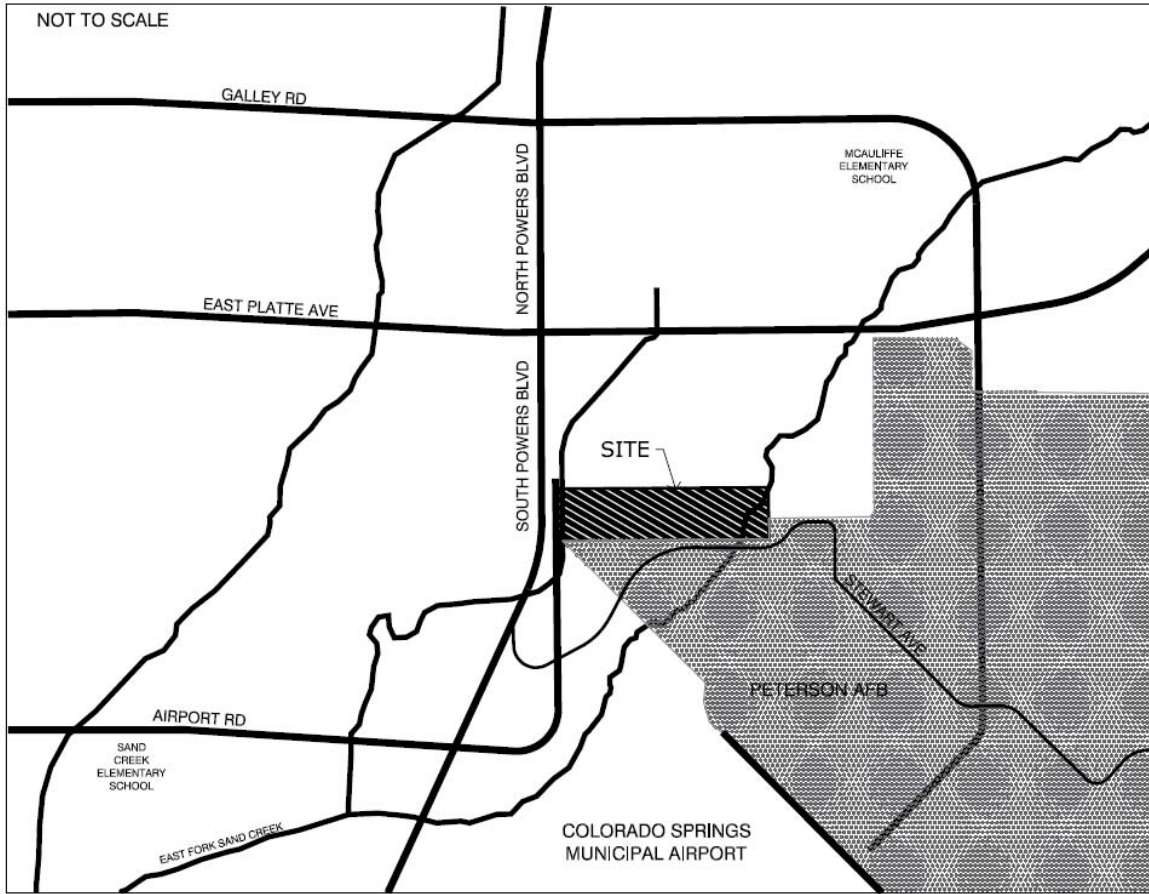 NOT TO SCALE
GALLEY RD
NORTH POWERS BLVD
MCAULIFFE
ELEMENTARY
SCHOOL
EAST PLATTE AVE
SOUTH POWERS BLVD
SITE
STEWART AVE
PETERSON AFB
AIRPORT RD
SAND
CREEK
ELEMENTARY
SCHOOL
EAST FORK SAND CREEK
COLORADO SPRINGS
MUNICIPAL AIRPORT